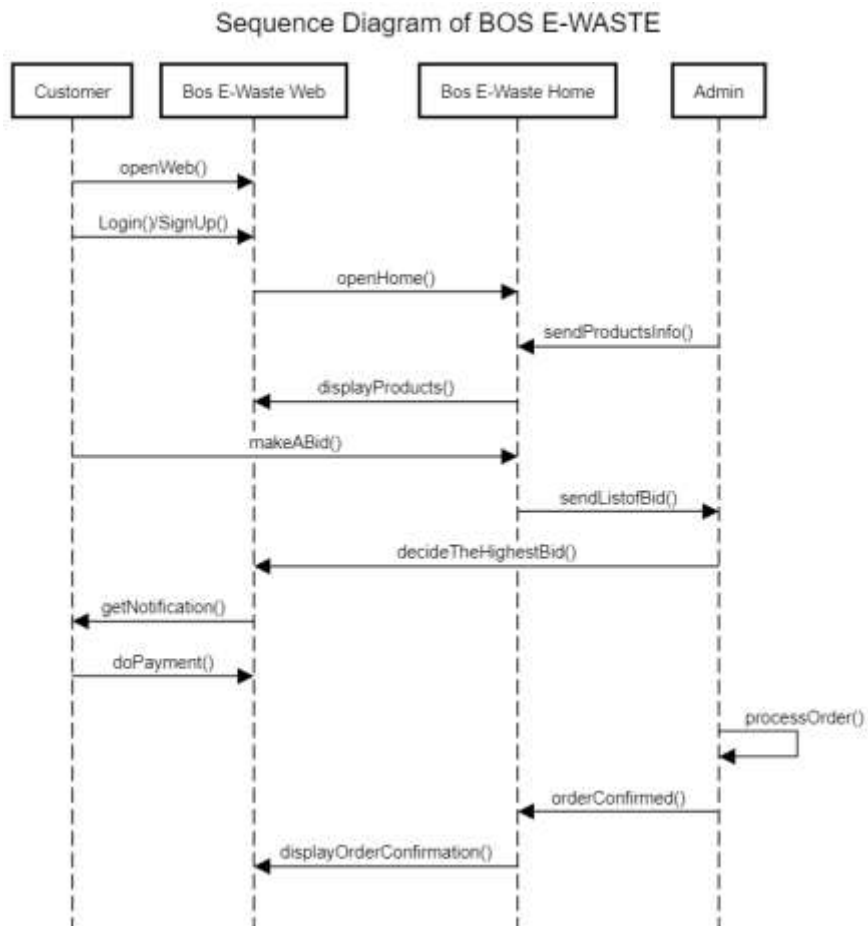 Sequence Diagram of BOS E-WASTE
Customer
Bos E-Waste Web
Bos E-Waste Home
Admin
openWeb()
Login()/SignUp()
openHome()
sendProductsInfo()
displayProducts()
makeABid()
sendListofBid()
decideTheHighestBid()
getNotification()
doPayment()
processOrder()
orderConfirmed()
displayOrderConfirmation()